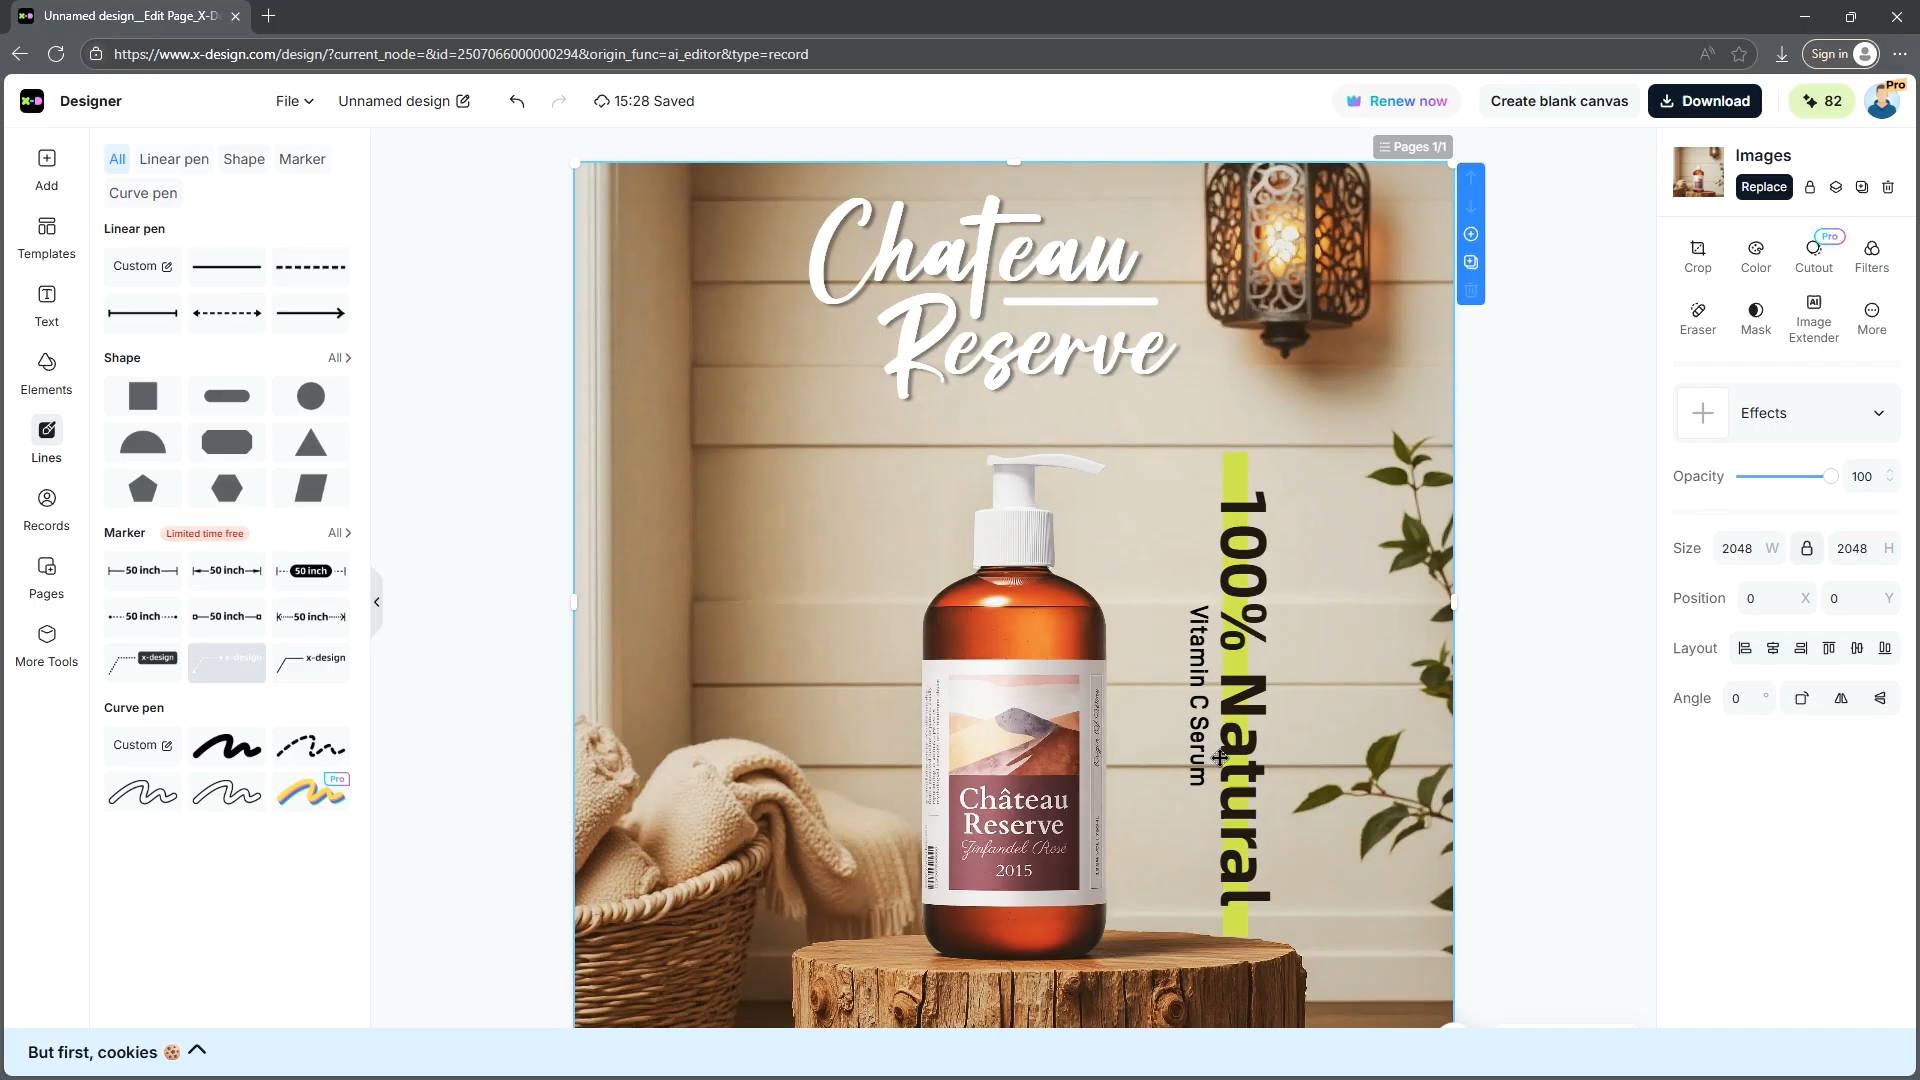 Unnamed design__Edit Page_X-D
https://www.x-design.com/design/?current_node=&id=2507066000000294&origin_func=ai_editor&type=record
Sign in
Designer
File
Unnamed design
15:28 Saved
Renew now
Create blank canvas
Download
82
Pro
Add
Templates
Text
Elements
Lines
Records
Pages
More Tools
All
Linear pen
Shape
Marker
Curve pen
Linear pen
Custom
Shape
All
Marker
Limited time free
All
50 inch
50 inch
50 inch
50 inch
50 inch
50 inch
x-design
x-design
x-design
Curve pen
Custom
Pro
Pages 1/1
Chateau
Reserve
100% Natural
Vitamin C Serum
Château
Reserve
Zinfandel Rosé
2015
Images
Replace
Pro
Crop
Color
Cutout
Filters
Eraser
Mask
AI
Image
Extender
More
Effects
Opacity
100
Size
2048 W
2048 H
Position
0 X
0 Y
Layout
Angle
0 °
But first, cookies 🍪